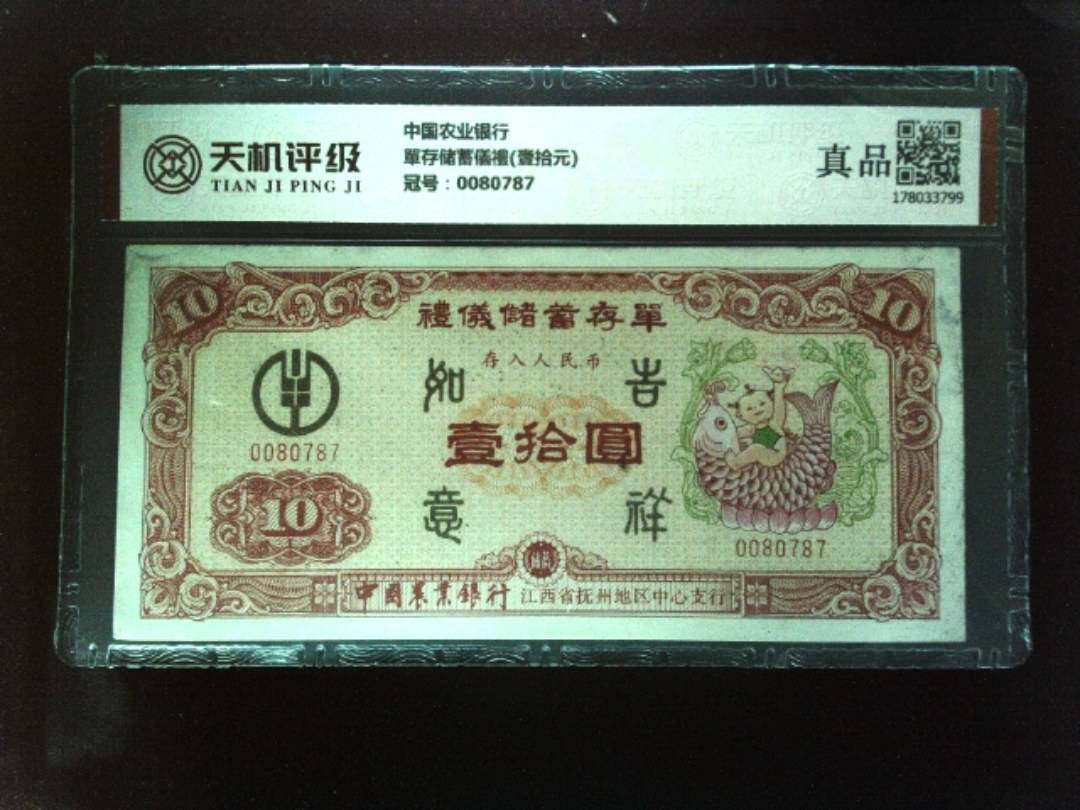 天机评级
TIAN JI PING JI
中国农业银行
單存储蓄儀禮(壹拾元)
冠号：0080787
真品
178033799
10
10
禮儀儲蓄存單
存入人民币
如
吉
0080787
壹拾圓
10
意
祥
0080787
中國農業銀行 江西省抚州地区中心支行